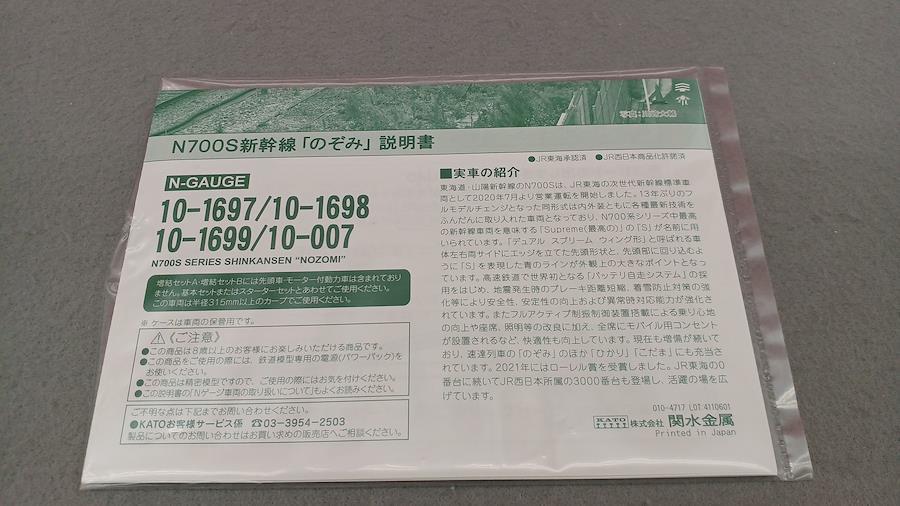 N700S新幹線「のぞみ」説明書
●JR東海承認済 ●JR西日本商品化許諾済
N-GAUGE
10-1697/10-1698
10-1699/10-007
N700S SERIES SHINKANSEN "NOZOMI"
増結セットA・増結セットBには先頭車・モーター付動力車は含まれておりません。基本セットまたはスターターセットとあわせてご使用ください。
この車両は半径315mm以上のカーブでご使用ください。
※ ケースは車両の保管用です。
⚠《ご注意》
●この商品は8歳以上のお客様にお楽しみいただける商品です。
●この商品をご使用の際には、鉄道模型専用の電源(パワーパック)をお使いください。
●この商品は精密模型ですので、ご使用の際にはお気を付けください。
●この説明書の「Nゲージ車両の取り扱いについて」もよくお読みください。
ご不明な点は下記までお問い合わせください。
●KATOお客様サービス係 ☎03-3954-2503
製品についてのお問い合わせはお買い求めの販売店へご相談ください。
■実車の紹介
東海道・山陽新幹線のN700Sは、JR東海の次世代新幹線標準車
両として2020年7月より営業運転を開始しました。13年ぶりのフ
ルモデルチェンジとなった同形式は内外装ともに各種最新技術を
ふんだんに取り入れた車両となっており、N700系シリーズ中最高
の新幹線車両を意味する「Supreme(最高の)」の「S」が名前に用
いられています。「デュアル スプリーム ウィング形」と呼ばれる車
体左右両サイドにエッジを立てた先頭形状と、先頭部に回り込むよう
に「S」を表現した青のラインが外観上の大きなポイントとなっ
ています。高速鉄道で世界初となる「バッテリ自走システム」の採
用をはじめ、地震発生時のブレーキ距離短縮、着雪防止対策の強
化等により安全性、安定性の向上および異常時対応能力が強化さ
れています。またフルアクティブ制振制御装置搭載による乗り心地
の向上や座席、照明等の改良に加え、全席にモバイル用コンセント
が設置されるなど、快適性も向上しています。現在も増備が続いて
おり、速達列車の「のぞみ」のほか「ひかり」「こだま」にも充当さ
れています。2021年にはローレル賞を受賞しました。JR東海の0
番台に続いてJR西日本所属の3000番台も登場し、活躍の場を広
げています。
010-4717 LOT:4110601
KATO 株式会社 関水金属
Printed in Japan